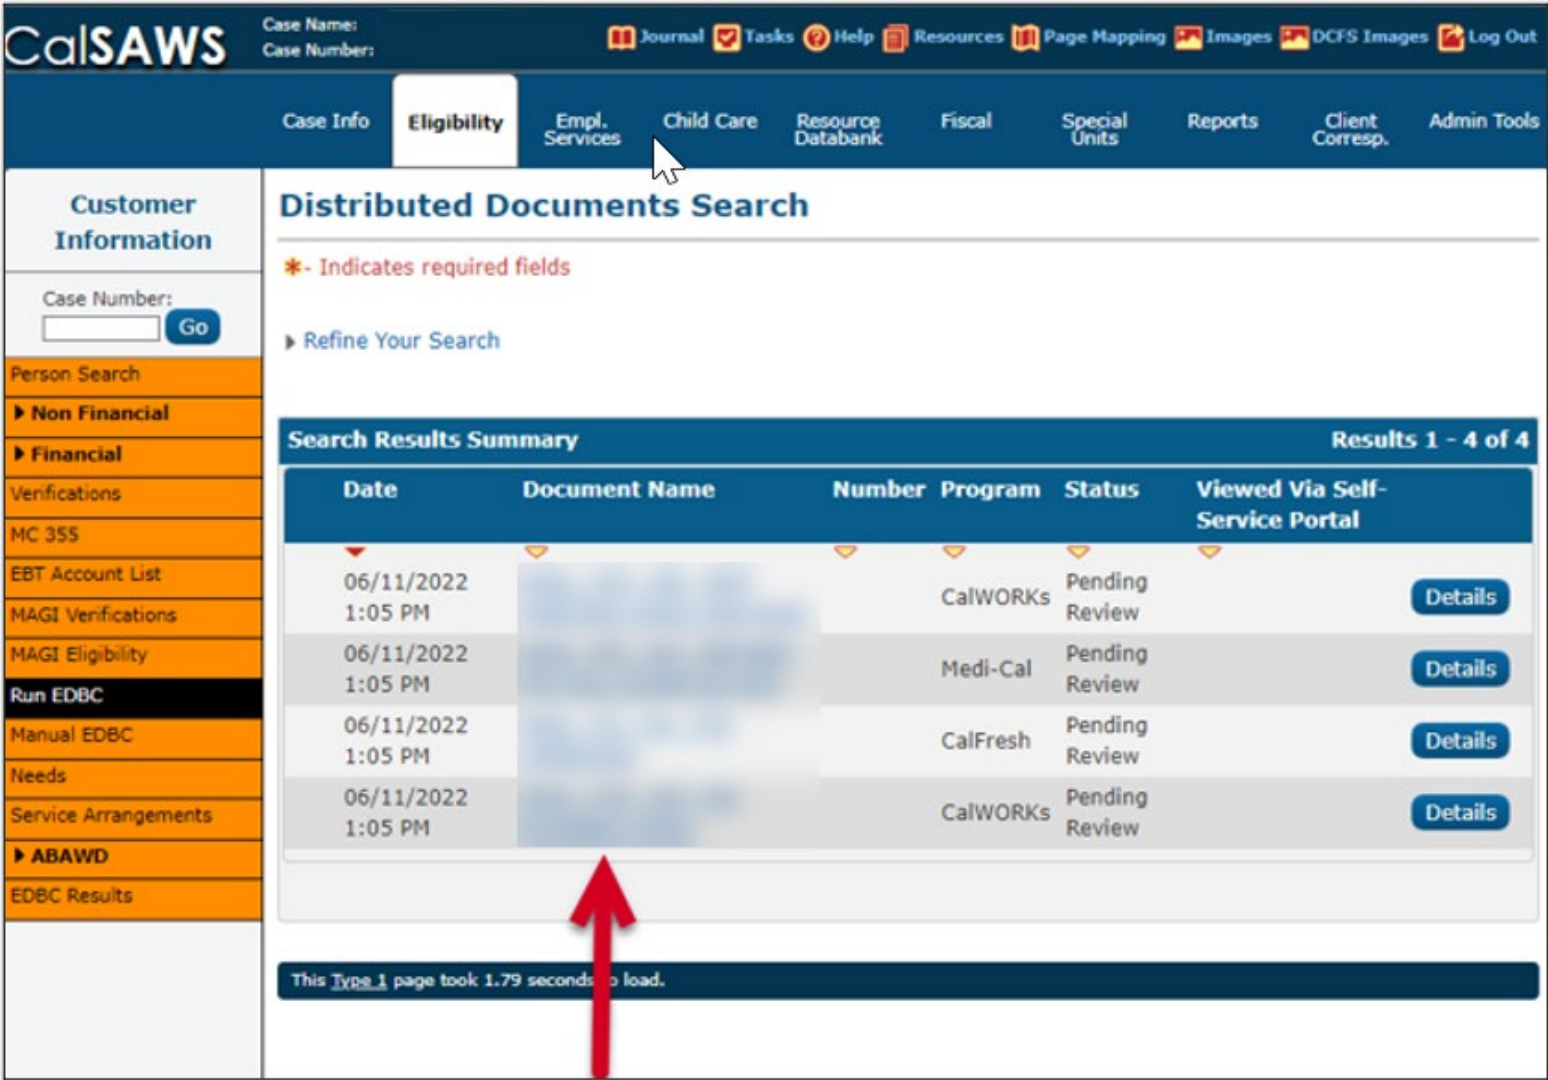 CalSAWS
Case Name:
Case Number:
Journal Tasks Help Resources Page Mapping Images DCFS Images Log Out
Case Info Eligibility Empl. Services Child Care Resource Databank Fiscal Special Units Reports Client Corresp. Admin Tools
Customer
Information
Case Number:
Go
Person Search
Non Financial
Financial
Verifications
MC 355
EBT Account List
MAGI Verifications
MAGI Eligibility
Run EDBC
Manual EDBC
Needs
Service Arrangements
ABAWD
EDBC Results
Distributed Documents Search
*- Indicates required fields
Refine Your Search
Search Results Summary Results 1 - 4 of 4
Date Document Name Number Program Status Viewed Via Self-
Service Portal
06/11/2022 Pending
1:05 PM CalWORKs Review Details
06/11/2022 Pending
1:05 PM Medi-Cal Review Details
06/11/2022 Pending
1:05 PM CalFresh Review Details
06/11/2022 Pending
1:05 PM CalWORKs Review Details
This Type 1 page took 1.79 seconds to load.